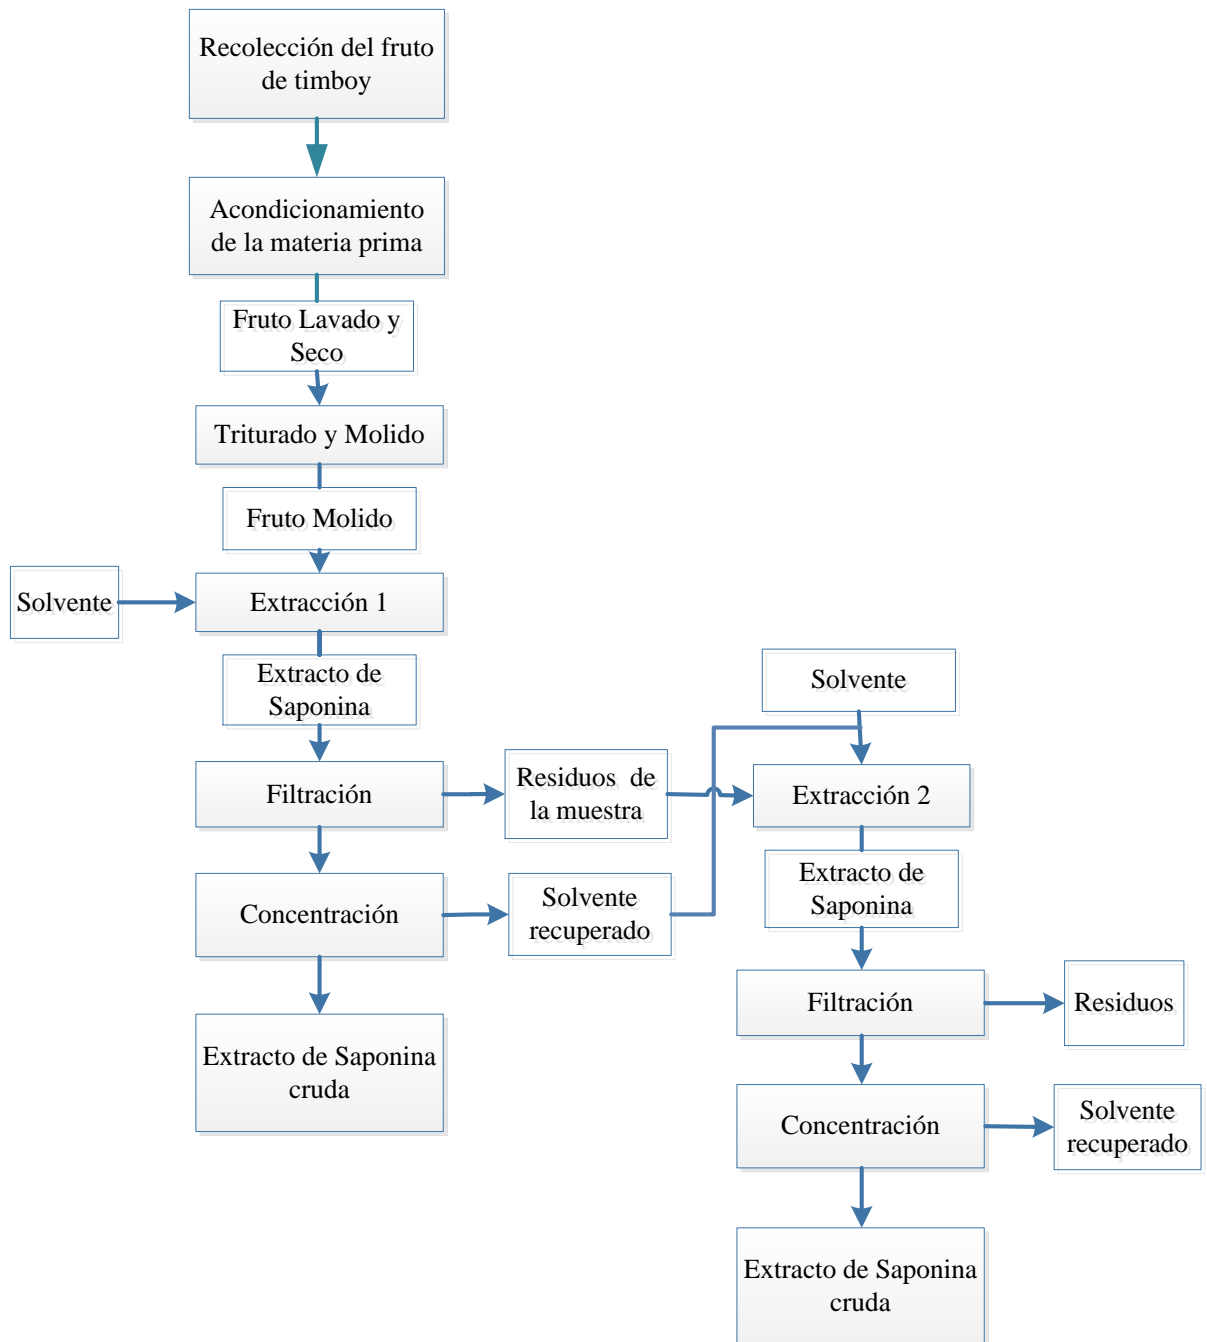 Recolección del fruto
de timboy
Acondicionamiento
de la materia prima
Fruto Lavado y
Seco
Triturado y Molido
Fruto Molido
Solvente
Extracción 1
Extracto de
Saponina
Filtración
Residuos de
la muestra
Concentración
Solvente
recuperado
Extracto de Saponina
cruda
Solvente
Extracción 2
Extracto de
Saponina
Filtración
Residuos
Concentración
Solvente
recuperado
Extracto de Saponina
cruda